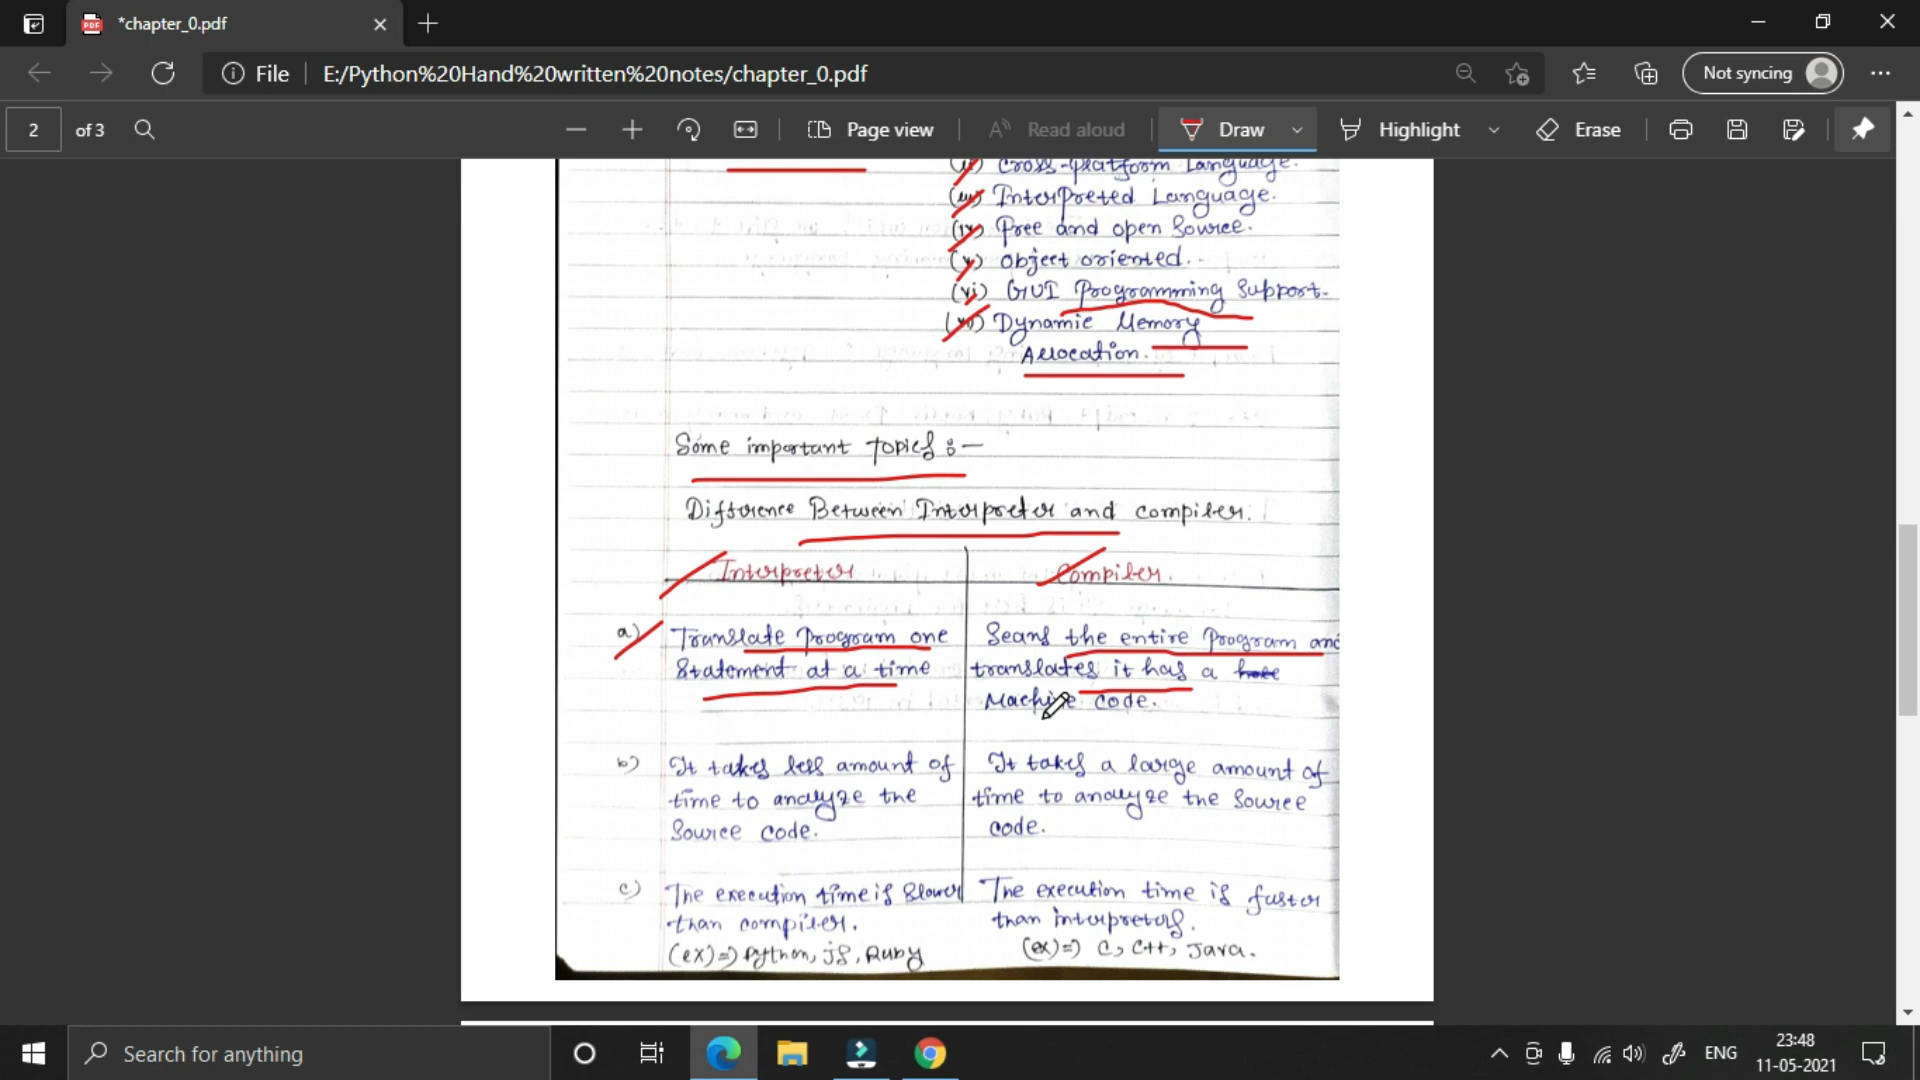 *chapter_0.pdf
File
E:/Python%20Hand%20written%20notes/chapter_0.pdf
Not syncing
2 of 3
Page view
Read aloud
Draw
Highlight
Erase
(ii) Cross-platform Language.
(iii) Interpreted Language.
(iv) Free and open Source.
(v) object oriented.
(vi) GUI Programming Support.
(vii) Dynamic Memory
Allocation.
Some important Topics :-
Difference Between Interpreter and compiler.
Interpreter
Compiler.
a) Translate Program one
Statement at a time
Scans the entire Program and
translates it has a
Machine code.
b) It takes less amount of
time to analyze the
Source code.
It takes a large amount of
time to analyze the Source
code.
c) The execution time is Slower
than compiler.
(ex)=) Python, js, Ruby
The execution time is faster
than interpreters.
(ex)=) C, C++, Java.
Search for anything
ENG
23:48
11-05-2021